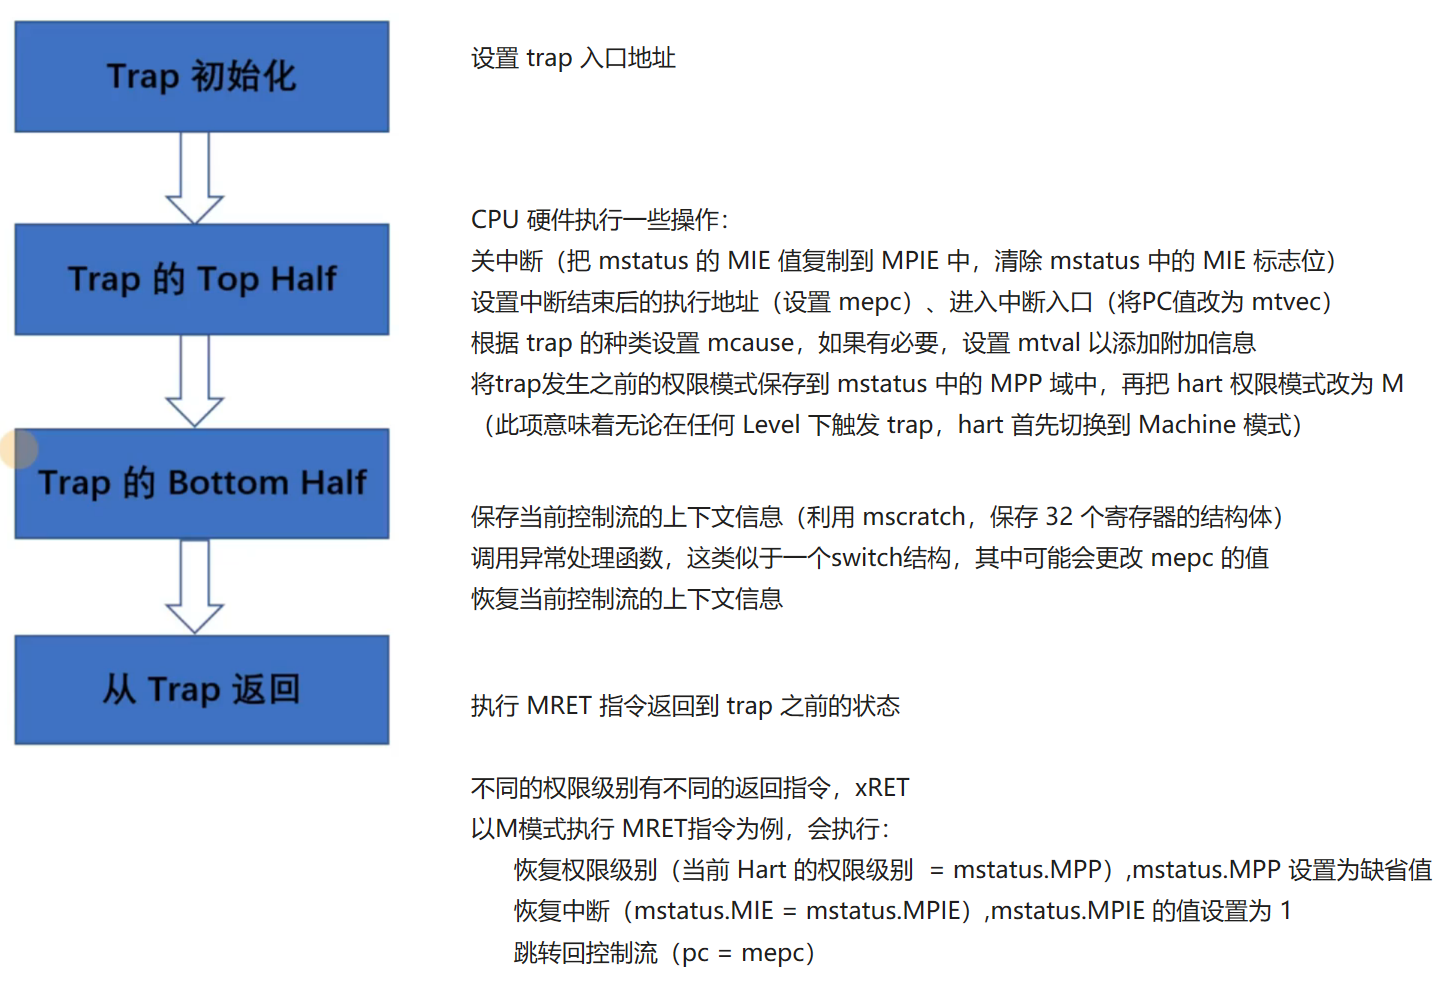 Trap 初始化
设置 trap 入口地址
Trap 的 Top Half
CPU 硬件执行一些操作：
关中断（把 mstatus 的 MIE 值复制到 MPIE 中，清除 mstatus 中的 MIE 标志位）
设置中断结束后的执行地址（设置 mepc）、进入中断入口（将PC值改为 mtvec）
根据 trap 的种类设置 mcause，如果有必要，设置 mtval 以添加附加信息
将trap发生之前的权限模式保存到 mstatus 中的 MPP 域中，再把 hart 权限模式改为 M
（此项意味着无论在任何 Level 下触发 trap，hart 首先切换到 Machine 模式）
Trap 的 Bottom Half
保存当前控制流的上下文信息（利用 mscratch，保存 32 个寄存器的结构体）
调用异常处理函数，这类似于一个switch结构，其中可能会更改 mepc 的值
恢复当前控制流的上下文信息
从 Trap 返回
执行 MRET 指令返回到 trap 之前的状态
不同的权限级别有不同的返回指令，xRET
以M模式执行 MRET指令为例，会执行：
恢复权限级别（当前 Hart 的权限级别 = mstatus.MPP）,mstatus.MPP 设置为缺省值
恢复中断（mstatus.MIE = mstatus.MPIE）,mstatus.MPIE 的值设置为 1
跳转回控制流（pc = mepc）